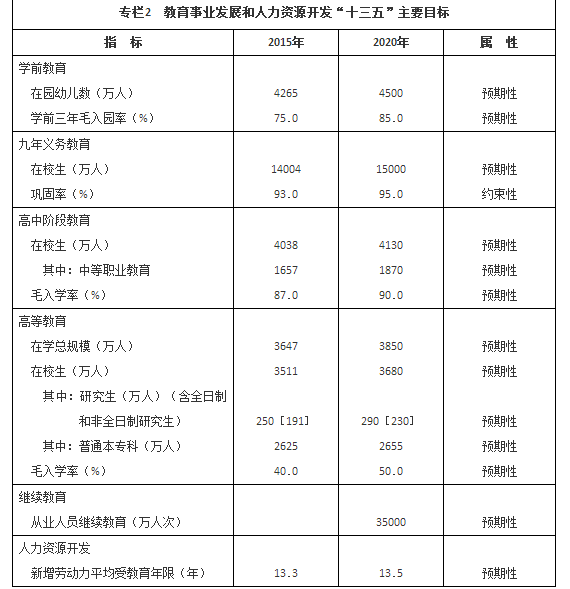 专栏2 教育事业发展和人力资源开发“十三五”主要目标
指 标 2015年 2020年 属 性
学前教育
在园幼儿数（万人） 4265 4500 预期性
学前三年毛入园率（%） 75.0 85.0 预期性
九年义务教育
在校生（万人） 14004 15000 预期性
巩固率（%） 93.0 95.0 约束性
高中阶段教育
在校生（万人） 4038 4130 预期性
其中：中等职业教育 1657 1870 预期性
毛入学率（%） 87.0 90.0 预期性
高等教育
在学总规模（万人） 3647 3850 预期性
在校生（万人） 3511 3680 预期性
其中：研究生（万人）（含全日制
和非全日制研究生） 250［191］ 290［230］ 预期性
其中：普通本专科（万人） 2625 2655 预期性
毛入学率（%） 40.0 50.0 预期性
继续教育
从业人员继续教育（万人次） 35000 预期性
人力资源开发
新增劳动力平均受教育年限（年） 13.3 13.5 预期性